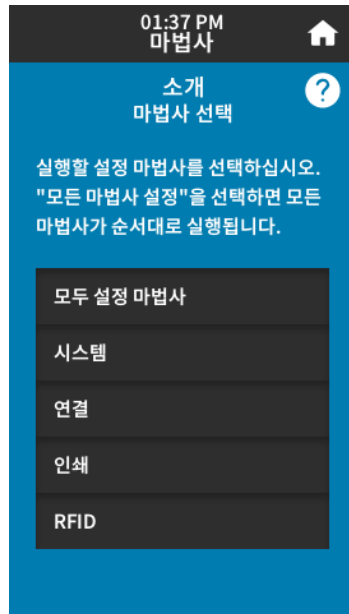 01:37 PM
마법사
소개
마법사 선택
?
실행할 설정 마법사를 선택하십시오.
"모든 마법사 설정"을 선택하면 모든
마법사가 순서대로 실행됩니다.
모두 설정 마법사
시스템
연결
인쇄
RFID